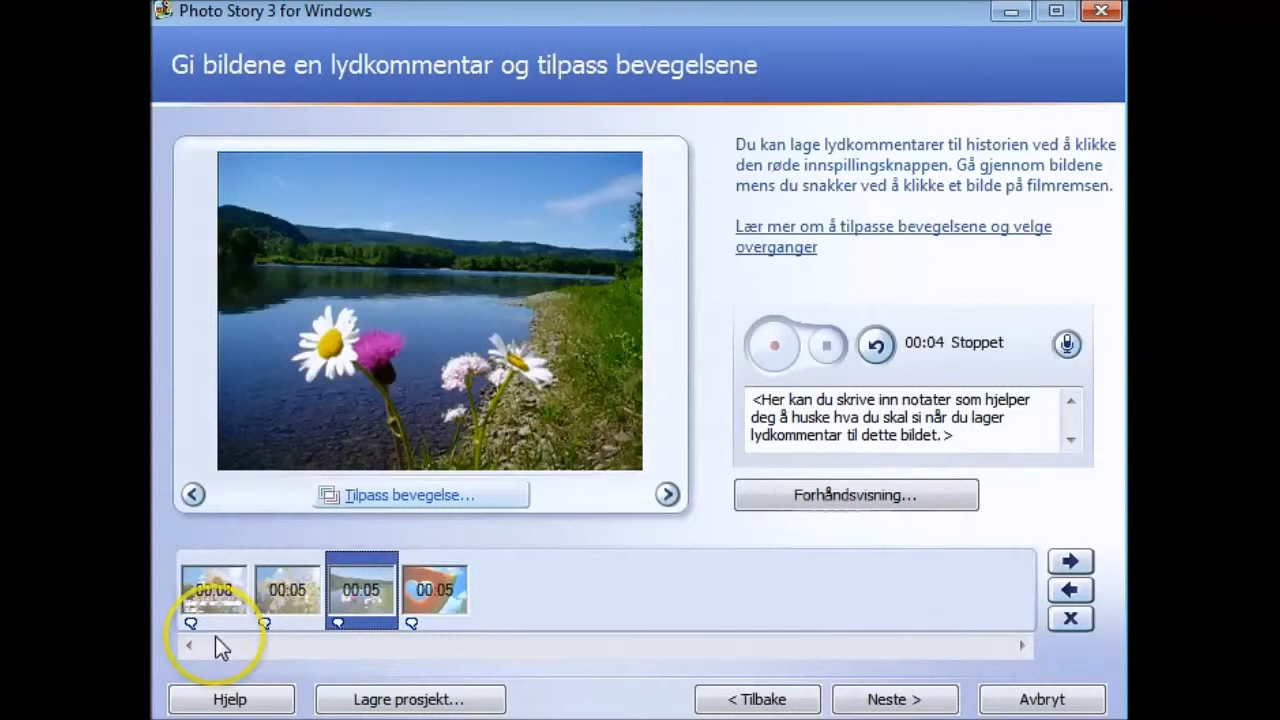 Photo Story 3 for Windows
Gi bildene en lydkommentar og tilpass bevegelsene
Du kan lage lydkommentarer til historien ved å klikke
den røde innspillingsknappen. Gå gjennom bildene
mens du snakker ved å klikke et bilde på filmremsen.
Lær mer om å tilpasse bevegelsene og velge
overganger
00:04 Stoppet
<Her kan du skrive inn notater som hjelper
deg å huske hva du skal si når du lager
lydkommentar til dette bildet.>
Tilpass bevegelse...
Forhåndsvisning...
00:08 00:05 00:05 00:05
Hjelp Lagre prosjekt... < Tilbake Neste > Avbryt